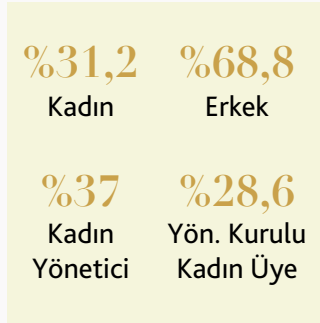 %31,2 %68,8
Kadın Erkek
%37 %28,6
Kadın Yön. Kurulu
Yönetici Kadın Üye